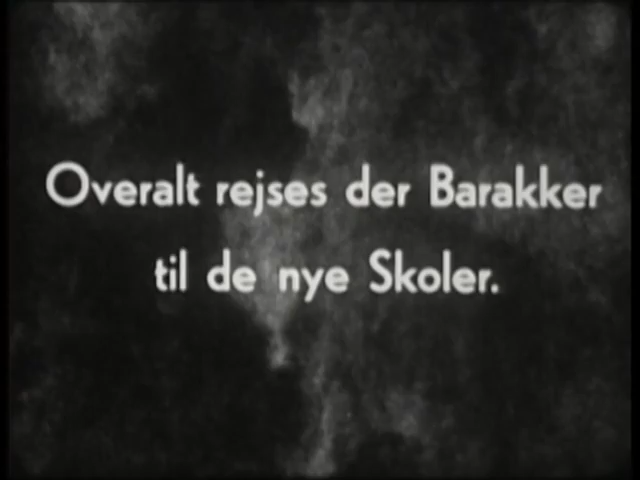 Overalt rejses der Barakker
til de nye Skoler.